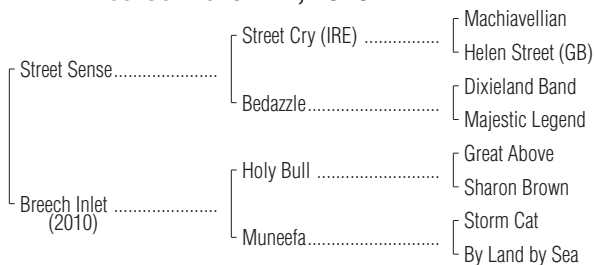 Machiavellian
Street Cry (IRE) ..................
Helen Street (GB)
Street Sense.........................
Dixieland Band
Bedazzle................................
Majestic Legend
Great Above
Holy Bull .............................
Sharon Brown
Breech Inlet .........................
(2010)
Storm Cat
Muneefa................................
By Land by Sea